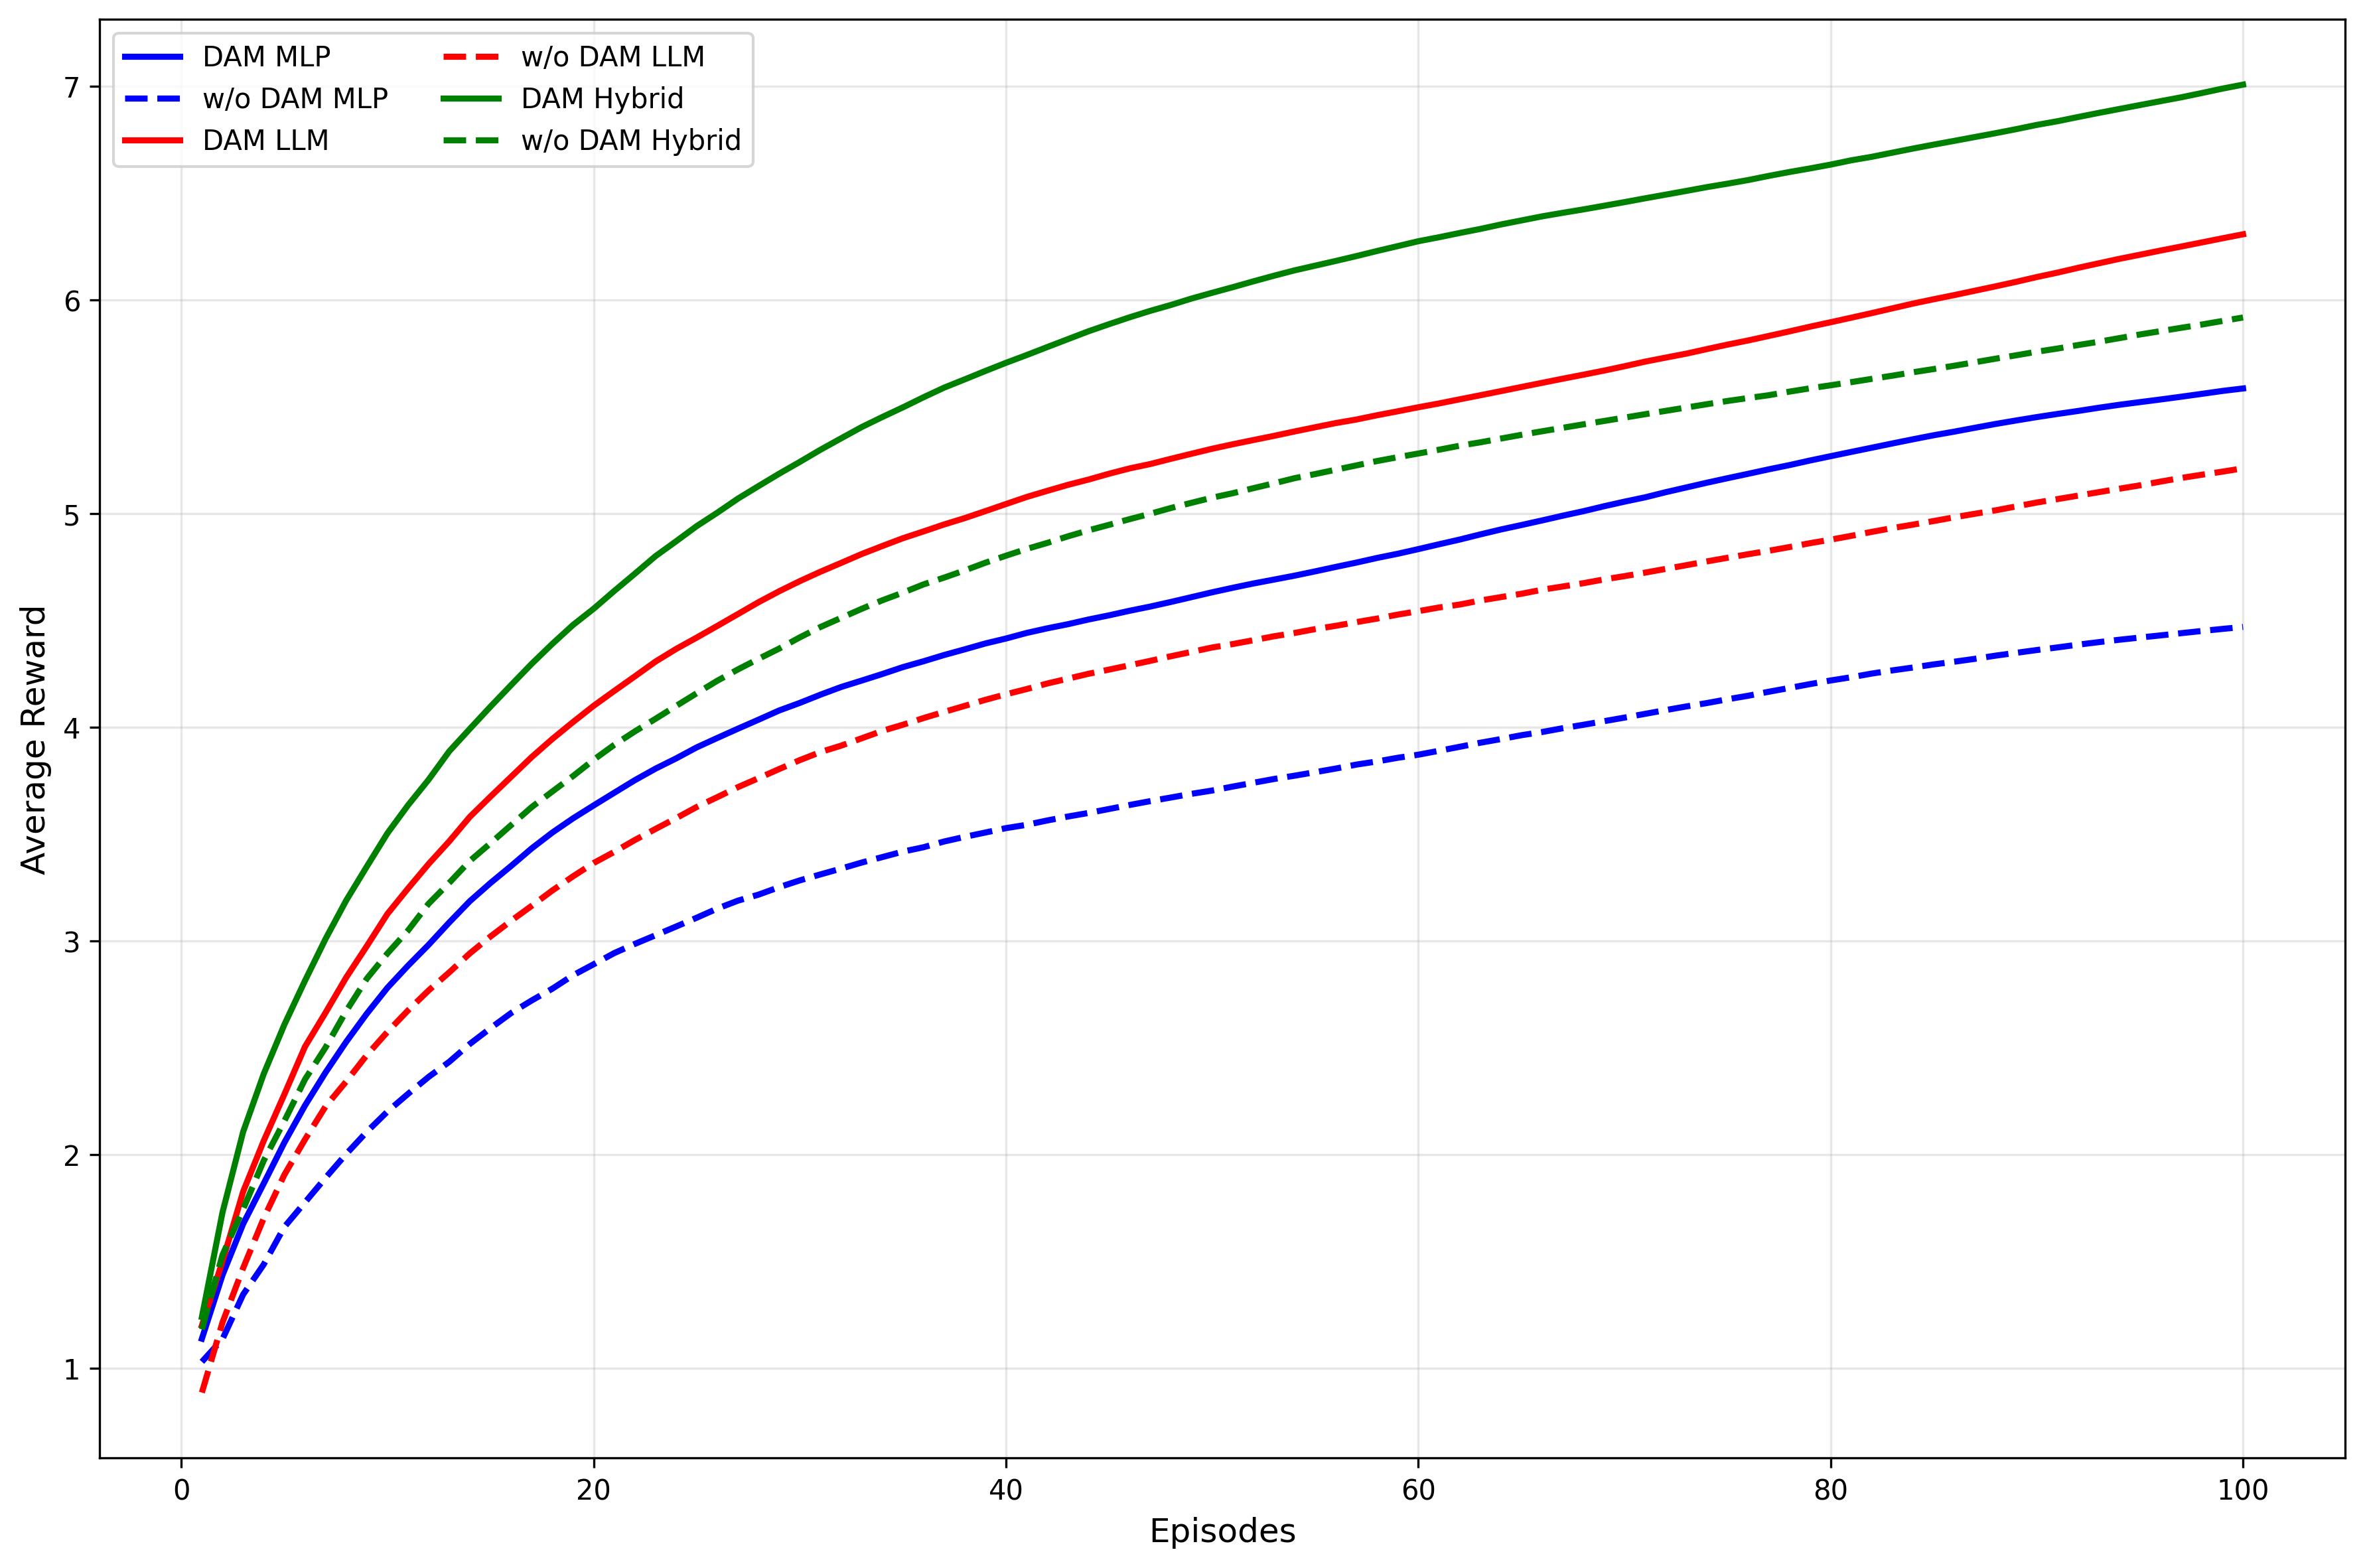 DAM MLP
w/o DAM MLP
DAM LLM
w/o DAM LLM
DAM Hybrid
w/o DAM Hybrid
Average Reward
7
6
5
4
3
2
1
0 20 40 60 80 100
Episodes